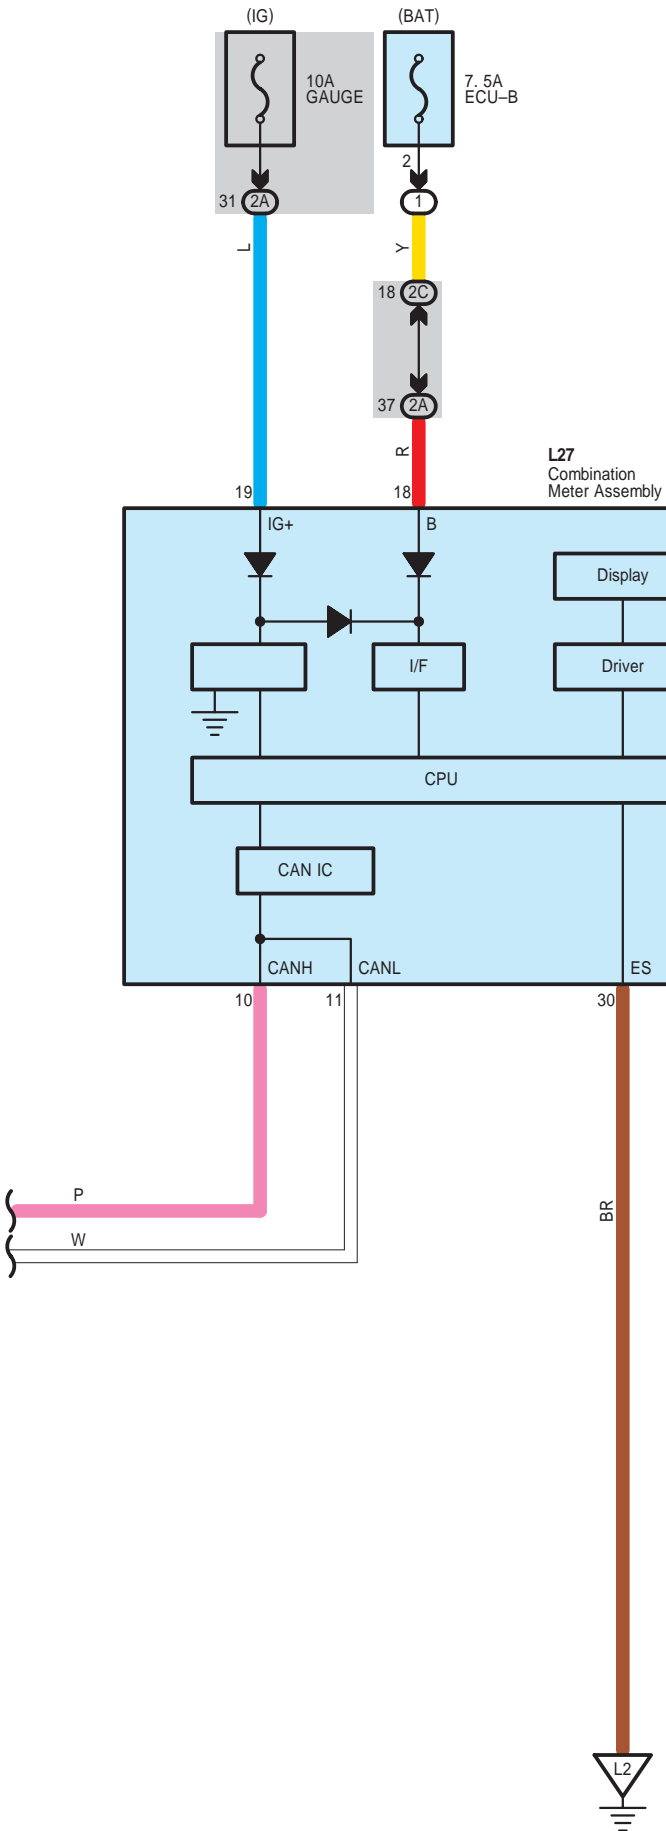 (IG)
(BAT)
10A
GAUGE
7. 5A
ECU–B
2
31
2A
1
L
Y
18
2C
37
2A
R
L27
Combination
Meter Assembly
19
18
IG+
B
Display
I/F
Driver
CPU
CAN IC
CANH
CANL
ES
10
11
30
P
BR
W
L2